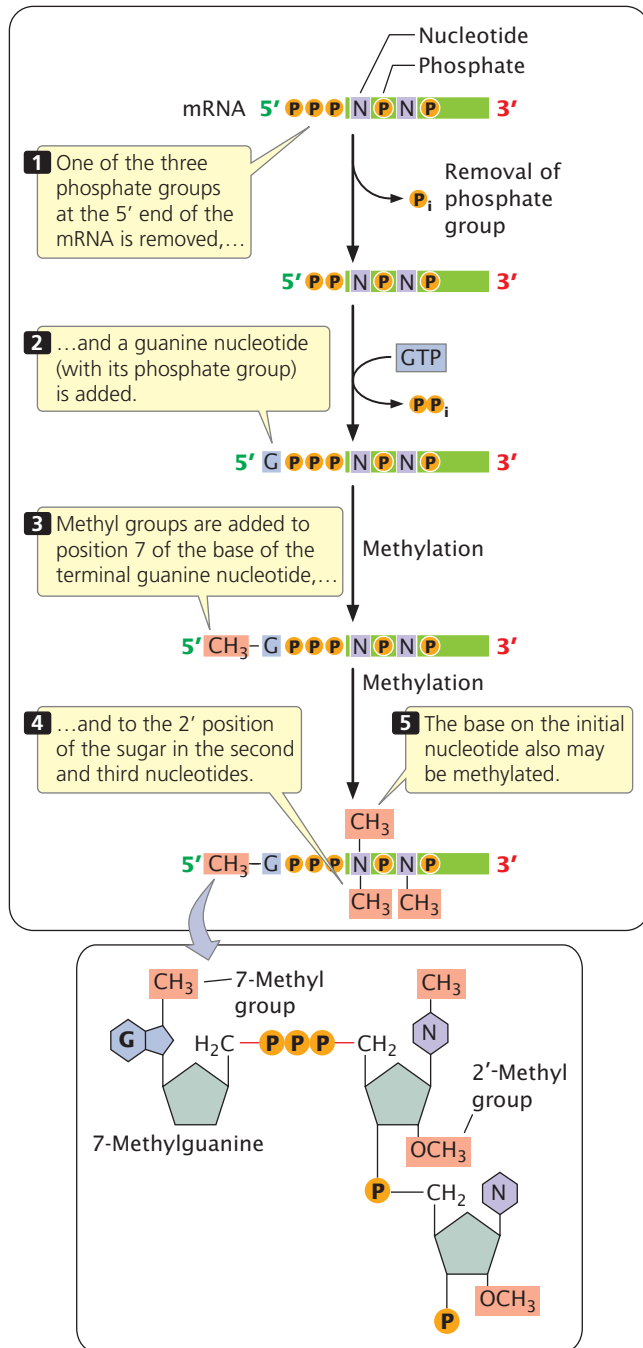 Nucleotide
Phosphate
mRNA 5′ P P P N P N P 3′
1 One of the three
phosphate groups
at the 5′ end of the
mRNA is removed,…
Removal of
phosphate
group
Pi
5′ P P N P N P 3′
2 …and a guanine nucleotide
(with its phosphate group)
is added.
GTP
P Pi
5′ G P P P N P N P 3′
3 Methyl groups are added to
position 7 of the base of the
terminal guanine nucleotide,…
Methylation
5′ CH3 G P P P N P N P 3′
Methylation
4 …and to the 2′ position
of the sugar in the second
and third nucleotides.
5 The base on the initial
nucleotide also may
be methylated.
CH3
5′ CH3 G P P P N P N P 3′
CH3 CH3
CH3 7-Methyl
group
CH3
G
H2C P P P CH2
N
2′-Methyl
group
7-Methylguanine
OCH3
P CH2 N
OCH3
P